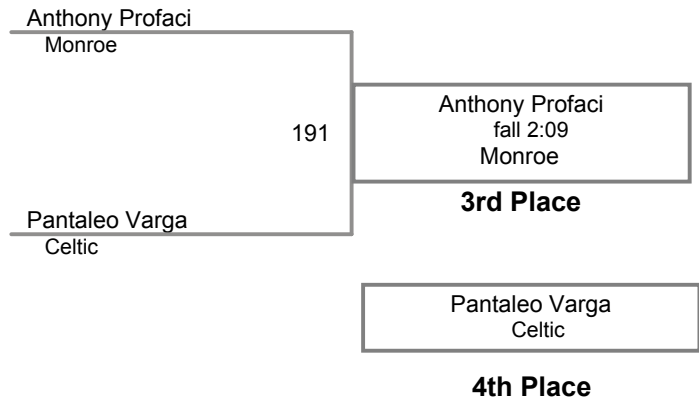 Anthony Profaci
Monroe
191
Anthony Profaci
fall 2:09
Monroe
3rd Place
Pantaleo Varga
Celtic
Pantaleo Varga
Celtic
4th Place